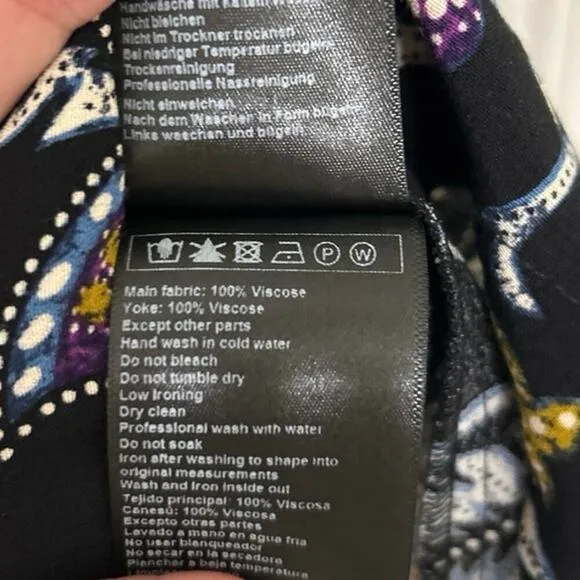 Handwäsche mit kaltem Wasser
Nicht bleichen
Nicht im Trockner trocknen
Bei niedriger Temperatur bügeln
Trockenreinigung
Professionelle Nassreinigung
Nicht einweichen
Nach dem Waschen in Form bügeln
Links waschen und bügeln
P W
Main fabric: 100% Viscose
Yoke: 100% Viscose
Except other parts
Hand wash in cold water
Do not bleach
Do not tumble dry
Low Ironing
Dry clean
Professional wash with water
Do not soak
Iron after washing to shape into
original measurements
Wash and Iron inside out
Tejido principal: 100% Viscosa
Canesú: 100% Viscosa
Excepto otras partes
Lavado a mano en agua fria
No usar blanqueador
No secar en la secadora
Planchar a baja temperatura